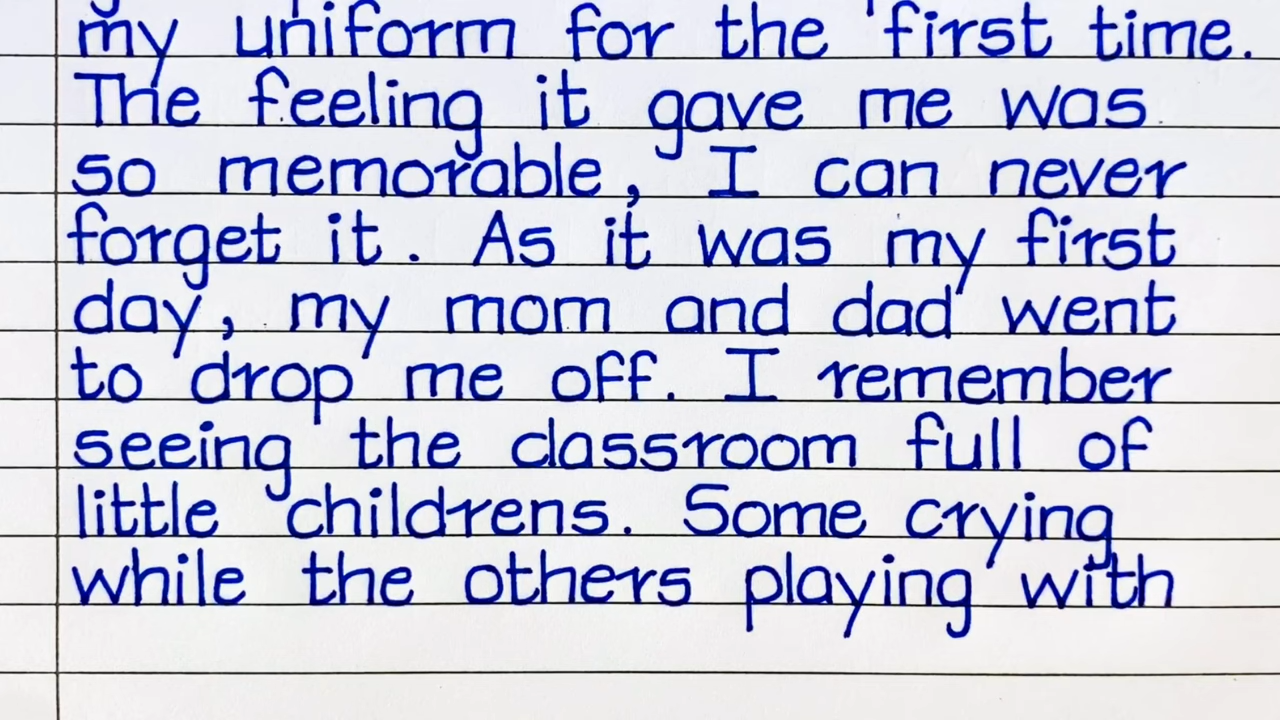 my uniform for the first time.
The feeling it gave me was
so memorable, I can never
forget it. As it was my first
day, my mom and dad went
to drop me off. I remember
seeing the classroom full of
little childrens. Some crying
while the others playing with